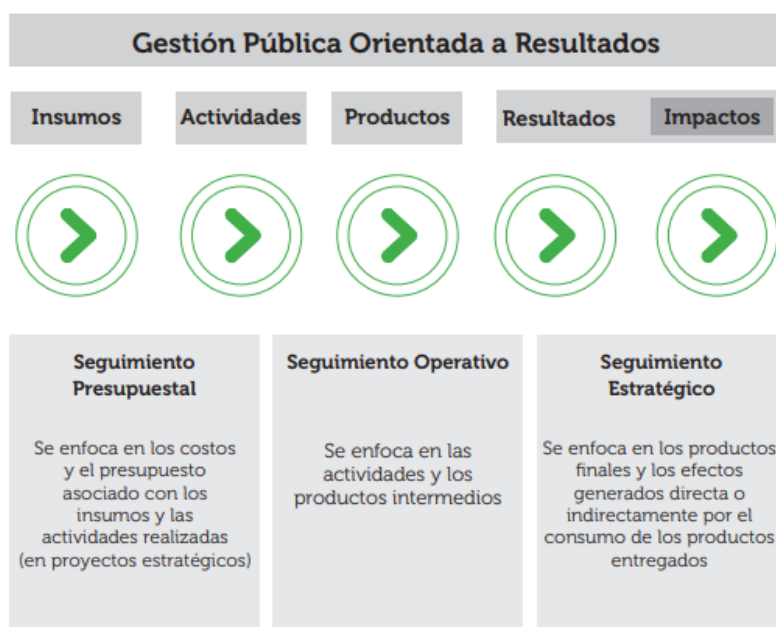 Gestión Pública Orientada a Resultados
Insumos
Actividades
Productos
Resultados
Impactos
Seguimiento
Presupuestal
Se enfoca en los costos
y el presupuesto
asociado con los
insumos y las
actividades realizadas
(en proyectos estratégicos)
Seguimiento Operativo
Se enfoca en las
actividades y los
productos intermedios
Seguimiento
Estratégico
Se enfoca en los productos
finales y los efectos
generados directa o
indirectamente por el
consumo de los productos
entregados